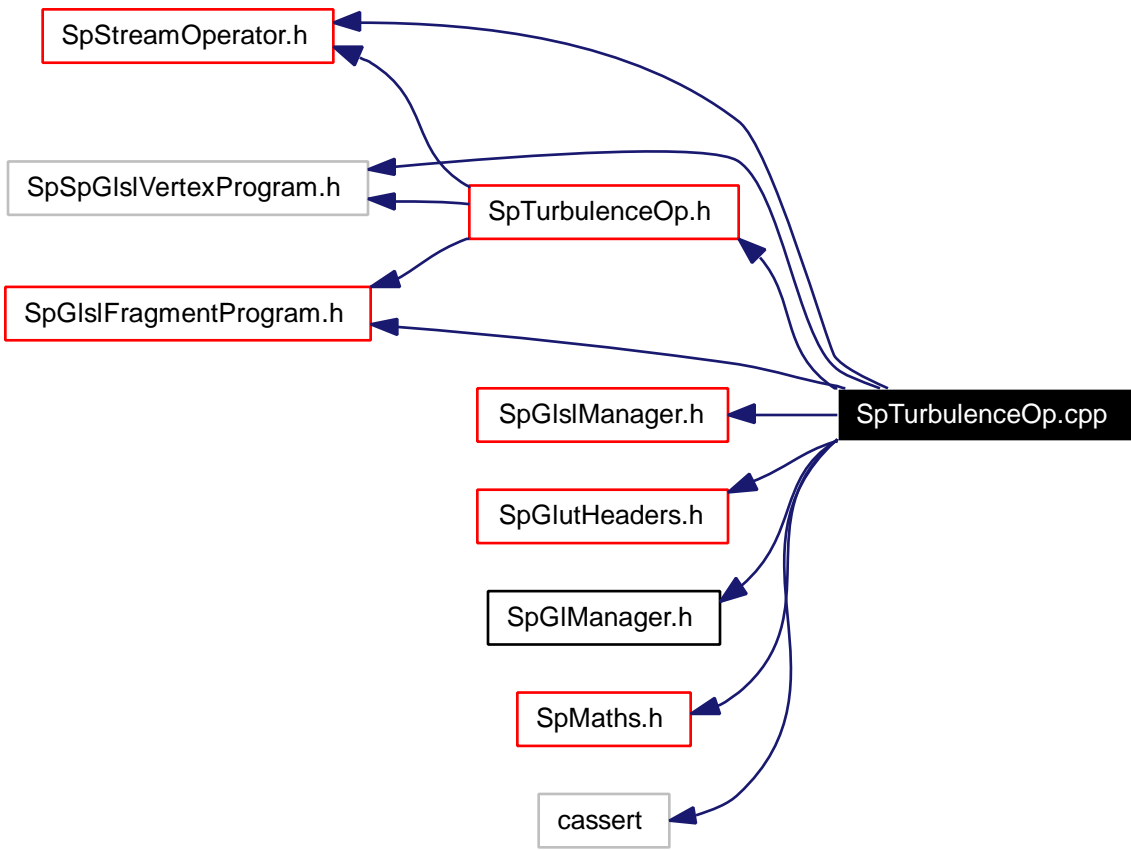 SpStreamOperator.h
SpSpGlslVertexProgram.h
SpTurbulenceOp.h
SpGlslFragmentProgram.h
SpGlslManager.h
SpTurbulenceOp.cpp
SpGlutHeaders.h
SpGlManager.h
SpMaths.h
cassert